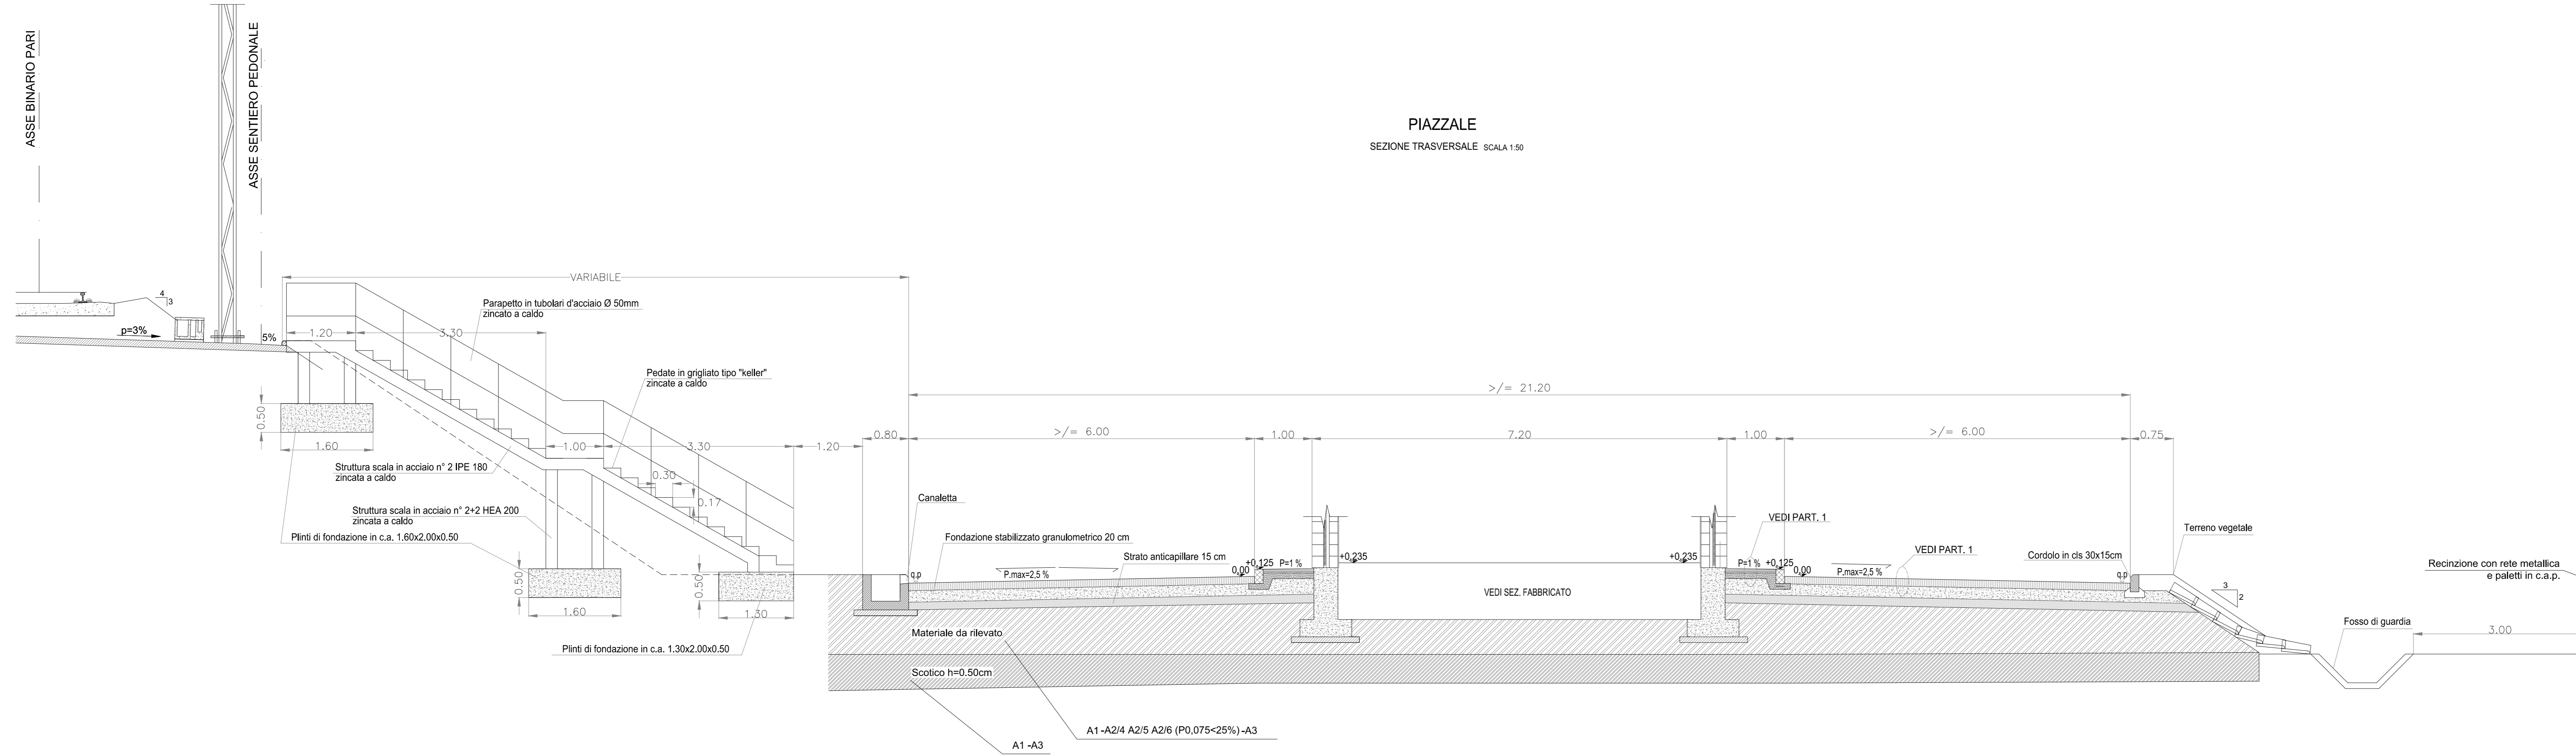 ASSE BINARIO PARI
ASSE SENTIERO PEDONALE
PIAZZALE
SEZIONE TRASVERSALE SCALA 1:50
VARIABILE
4
3
Parapetto in tubolari d'acciaio Ø 50mm
zincato a caldo
p=3%
5%
1.20
3.30
Pedate in grigliato tipo "keller"
zincate a caldo
>/= 21.20
0.50
1.60
1.00
3.30
1.20
0.80
>/= 6.00
1.00
7.20
1.00
>/= 6.00
0.75
Struttura scala in acciaio n° 2 IPE 180
zincata a caldo
0.30
0.17
Canaletta
Struttura scala in acciaio n° 2+2 HEA 200
zincata a caldo
VEDI PART. 1
Terreno vegetale
Plinti di fondazione in c.a. 1.60x2.00x0.50
Fondazione stabilizzato granulometrico 20 cm
Strato anticapillare 15 cm
VEDI PART. 1
Cordolo in cls 30x15cm
+0,235
+0,235
+0,125
P=1 %
P=1 %
+0,125
Recinzione con rete metallica
e paletti in c.a.p.
0.50
0.50
q.p
P.max=2,5 %
0,00
0,00
P.max=2,5 %
q.p
VEDI SEZ. FABBRICATO
3
2
1.60
1.30
Fosso di guardia
3.00
Materiale da rilevato
Plinti di fondazione in c.a. 1.30x2.00x0.50
Scotico h=0.50cm
A1 -A2/4 A2/5 A2/6 (P0,075<25%) -A3
A1 -A3